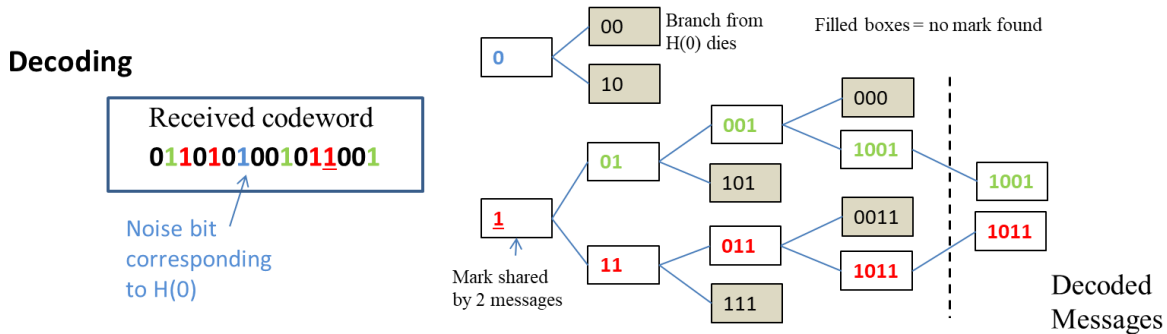 Decoding
Received codeword
0110101001011001
Noise bit
corresponding
to H(0)
0
00
10
Branch from
H(0) dies
Filled boxes = no mark found
1
Mark shared
by 2 messages
01
11
001
101
011
111
000
1001
0011
1011
1001
1011
Decoded
Messages